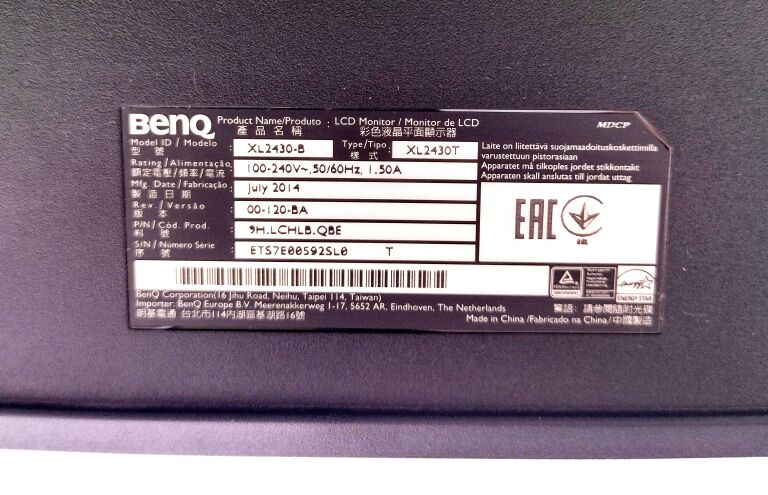 BenQ Product Name/Produto : LCD Monitor / Monitor de LCD MDCP
產品名稱 彩色液晶平面顯示器
Model ID / Modelo : XL2430-B Type/Tipo : XL2430T
型號 樣式
Rating / Alimentação : 100-240V~,50/60Hz, 1.50A
額定電壓/頻率/電流
Mfg. Date / Fabricação : July 2014
製造日期
Rev. / Versão 00-120-BA
版本
P/N / Cód. Prod. : 9H.LCHLB.QBE
料號
S/N / Número Série : ETS7E00592SL0 T
序號
Laite on liitettävä suojamaadoituskoskettimilla
varustettuun pistorasiaan
Apparatet må tilkoples jordet stikkontakt
Apparaten skall anslutas till jordat uttag
EAC
ENERGY STAR
BenQ Corporation(16 Jihu Road, Neihu, Taipei 114, Taiwan)
Importer: BenQ Europe B.V. Meerenakkerweg 1-17, 5652 AR, Eindhoven, The Netherlands
明基電通 台北市114內湖區基湖路16號
警語: 請參閱隨附光碟
Made in China /Fabricado na China /中國製造